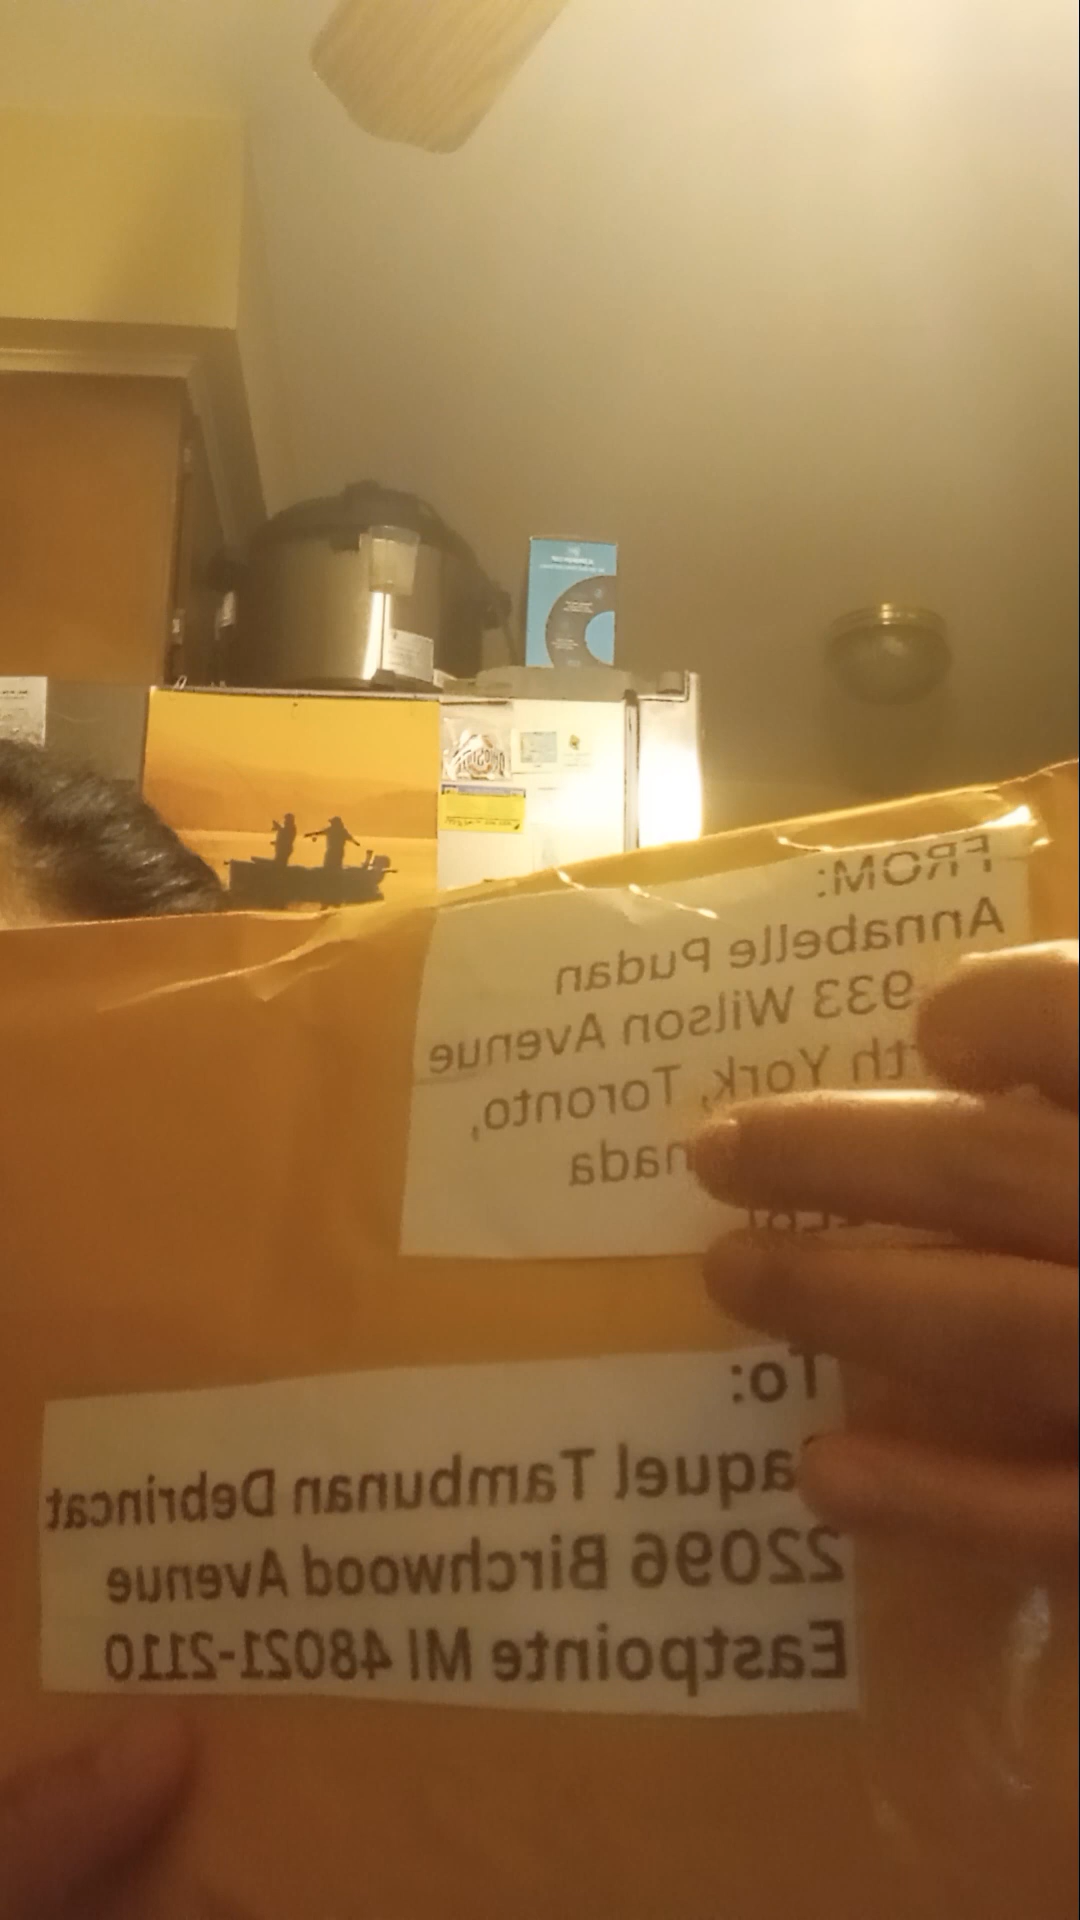 FROM:
Annabelle Pudan
933 Wilson Avenue
York, Toronto,
To:
Tambunan Debrincat
22096 Birchwood Avenue
Eastpointe MI 48021-2110